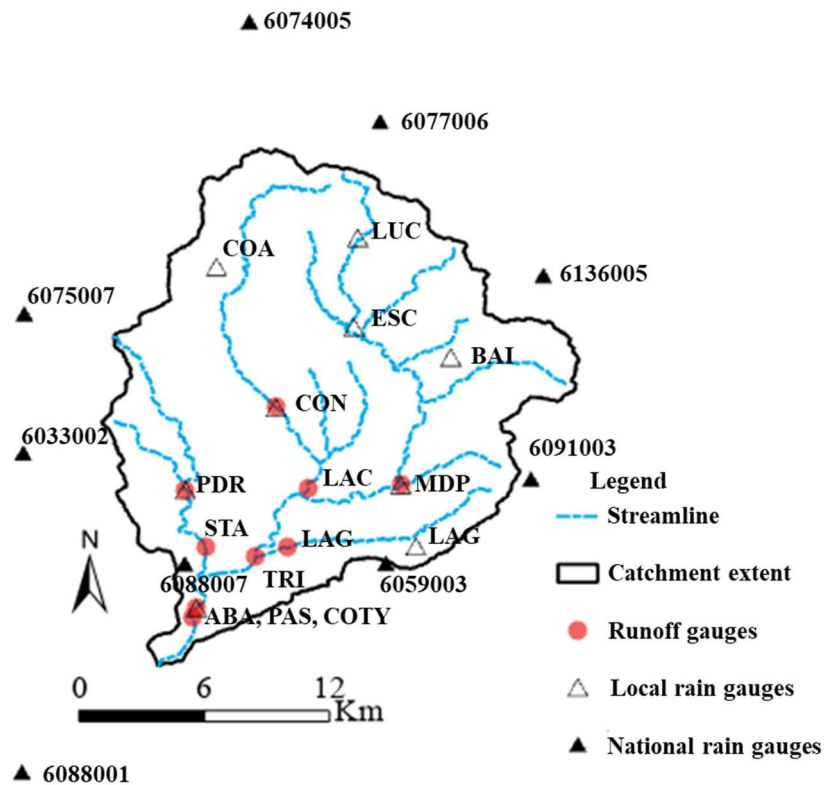 6074005
6077006
LUC
COA
6136005
6075007
ESC
BAI
CON
6033002
6091003
PDR
LAC
MDP
Legend
Streamline
STA
LAG
LAG
N
6088007
TRI
6059003
Catchment extent
ABA, PAS, COTY
Runoff gauges
0 6 12
Km
Local rain gauges
National rain gauges
6088001